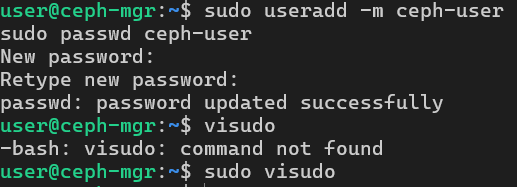 user@ceph-mgr:~$ sudo useradd -m ceph-user
sudo passwd ceph-user
New password:
Retype new password:
passwd: password updated successfully
user@ceph-mgr:~$ visudo
-bash: visudo: command not found
user@ceph-mgr:~$ sudo visudo